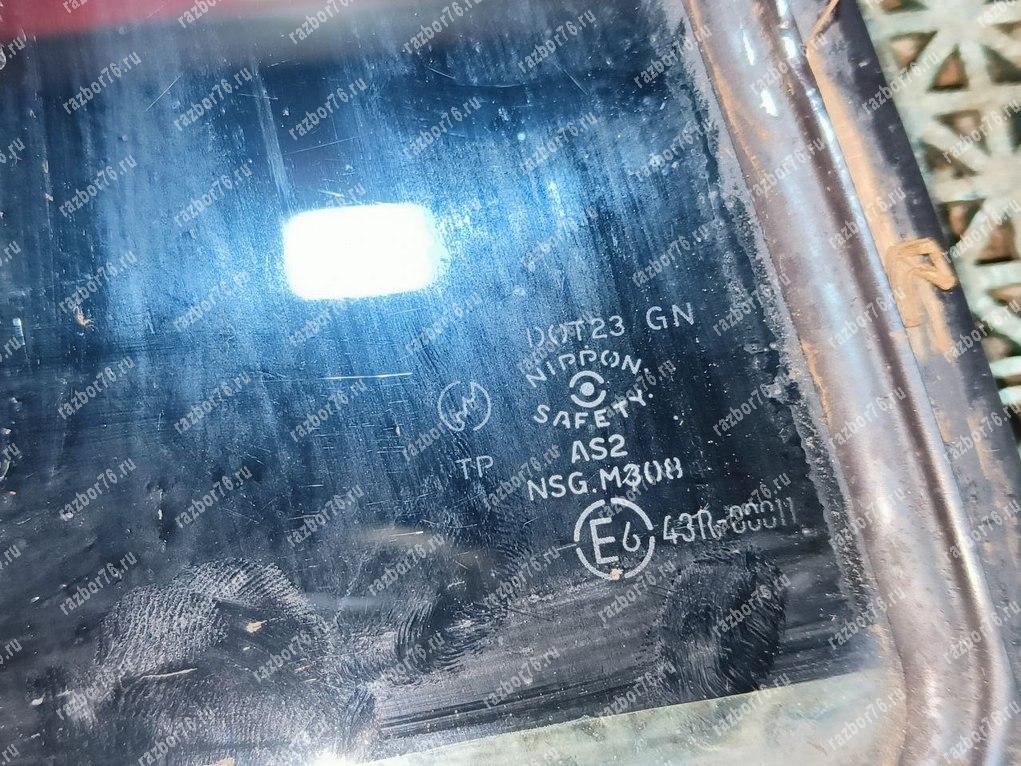 DOT23 GN
NIPPON.
SAFETY.
AS2
TP
NSG.M308
E6 43R-00011
razbor76.ru